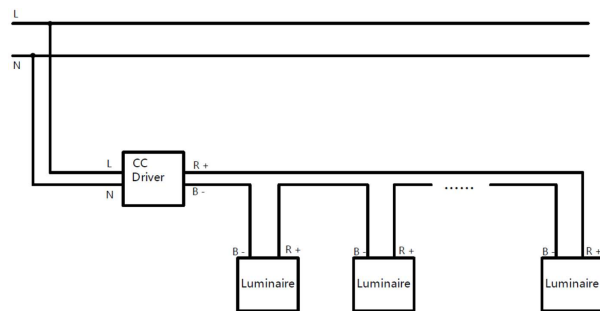 L
N
L
CC
Driver
R +
N
B -
......
B -
R +
B -
R +
B -
R +
Luminaire
Luminaire
Luminaire